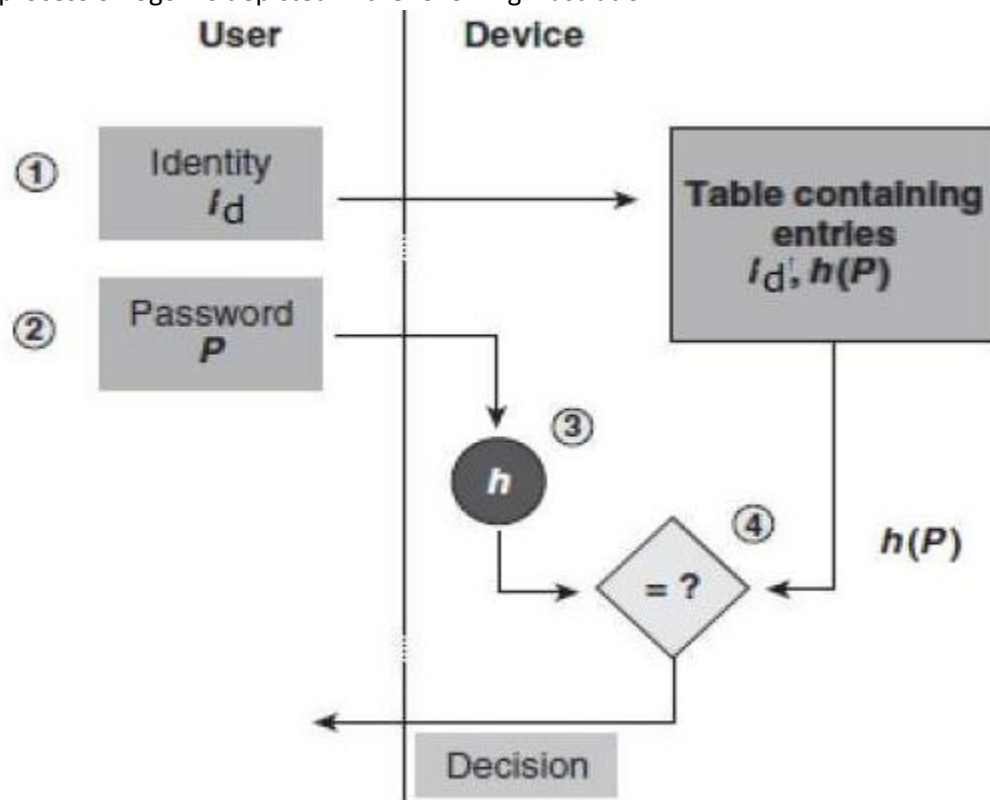 User
Device
①
Identity
Id
Table containing
entries
Id, h(P)
②
Password
P
③
h
④
= ?
h(P)
Decision